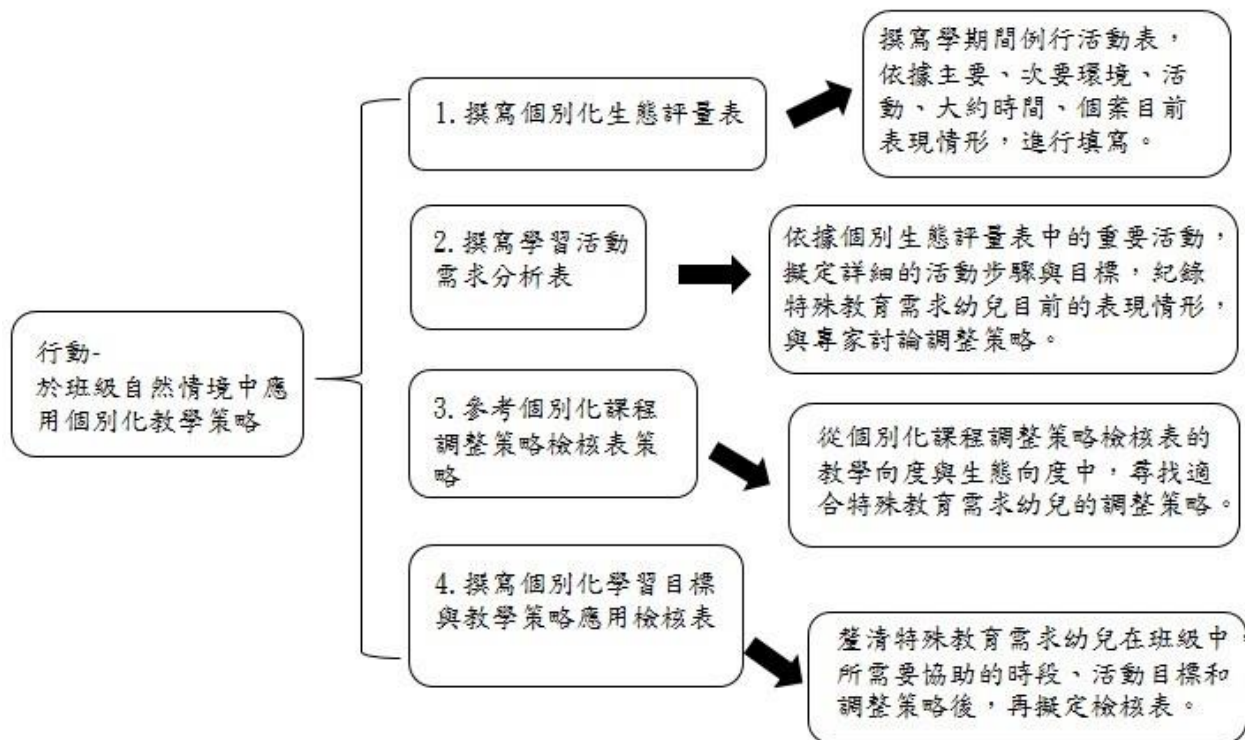 行動-
於班級自然情境中應
用個別化教學策略
1.撰寫個別化生態評量表
撰寫學期間例行活動表，
依據主要、次要環境、活
動、大約時間、個案目前
表現情形，進行填寫。
2.撰寫學習活動
需求分析表
依據個別生態評量表中的重要活動，
擬定詳細的活動步驟與目標，紀錄
特殊教育需求幼兒目前的表現情形，
與專家討論調整策略。
3.參考個別化課程
調整策略檢核表策
略
從個別化課程調整策略檢核表的
教學向度與生態向度中，尋找適
合特殊教育需求幼兒的調整策略。
4.撰寫個別化學習目標
與教學策略應用檢核表
釐清特殊教育需求幼兒在班級中，
所需要協助的時段、活動目標和
調整策略後，再擬定檢核表。